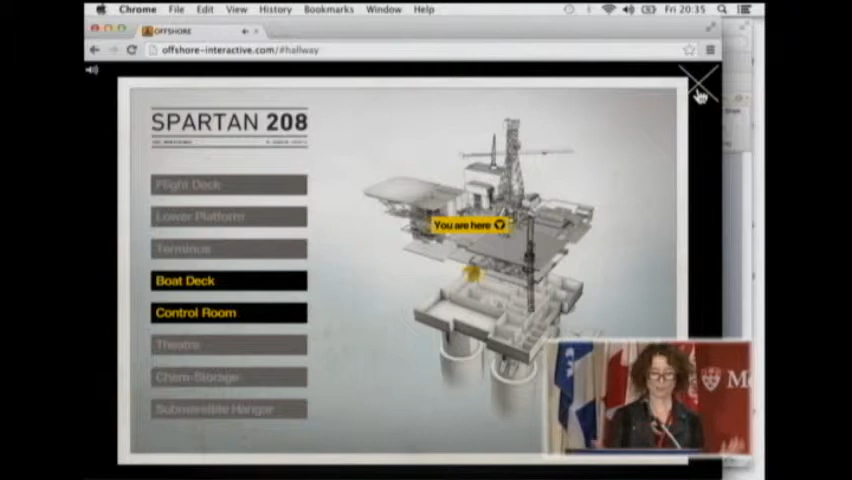 Chrome File Edit View History Bookmarks Window Help
Fri 20:35
OFFSHORE
offshore-interactive.com/#hallway
SPARTAN 208
Flight Deck
Lower Platform
Terminus
Boat Deck
Control Room
Theatre
Chem-Storage
Submersible Hangar
You are here